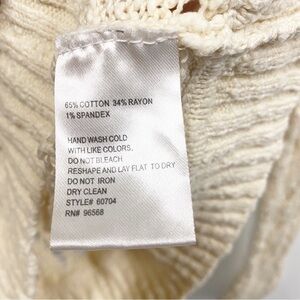 65% COTTON 34% RAYON
1% SPANDEX
HAND WASH COLD
WITH LIKE COLORS.
DO NOT BLEACH.
RESHAPE AND LAY FLAT TO DRY
DO NOT IRON
DRY CLEAN
STYLE# 60704
RN# 96568